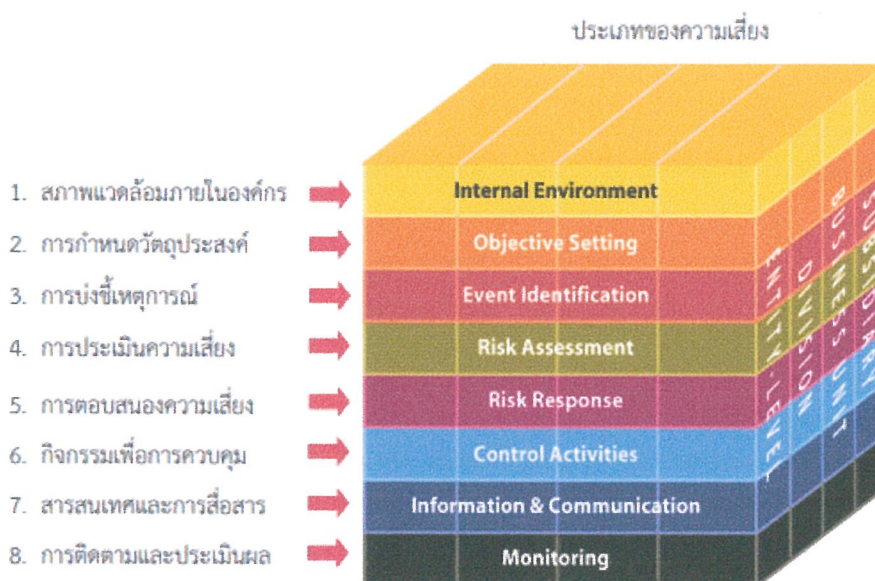 ประเภทของความเสี่ยง
1. สภาพแวดล้อมภายในองค์กร
Internal Environment
2. การกำหนดวัตถุประสงค์
Objective Setting
3. การบ่งชี้เหตุการณ์
Event Identification
4. การประเมินความเสี่ยง
Risk Assessment
5. การตอบสนองความเสี่ยง
Risk Response
6. กิจกรรมเพื่อการควบคุม
Control Activities
7. สารสนเทศและการสื่อสาร
Information & Communication
8. การติดตามและประเมินผล
Monitoring
ENTITY-LEVEL
DIVISION
BUSINESS UNIT
SUBSIDIARY